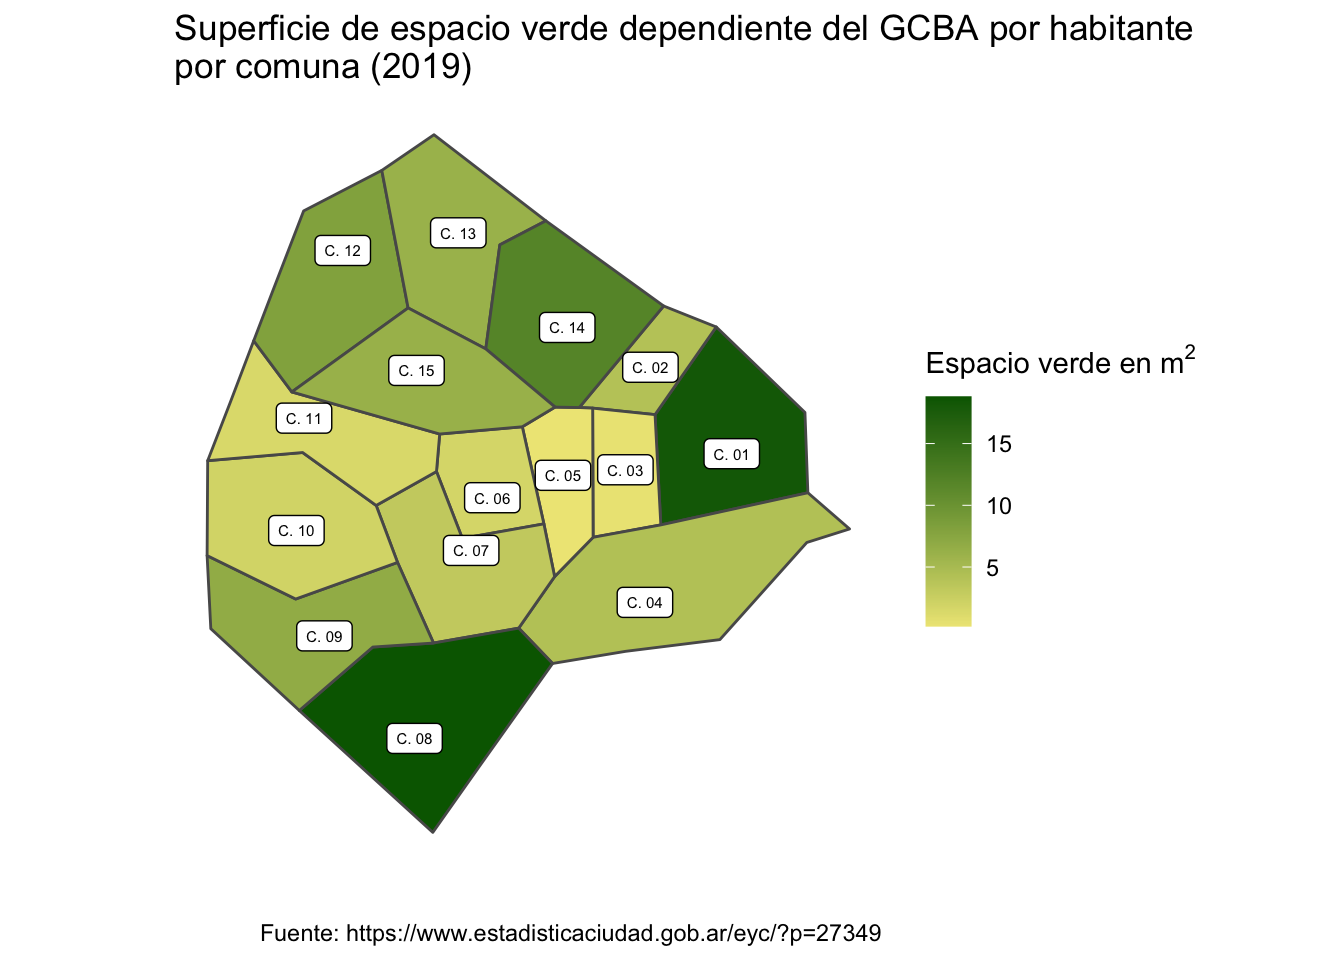 Superficie de espacio verde dependiente del GCBA por habitante
por comuna (2019)
C. 13
C. 12
C. 14
C. 02
C. 15
C. 11
C. 01
C. 03
C. 05
C. 06
C. 10
C. 07
C. 04
C. 09
C. 08
Espacio verde en m²
15
10
5
Fuente: https://www.estadisticaciudad.gob.ar/eyc/?p=27349